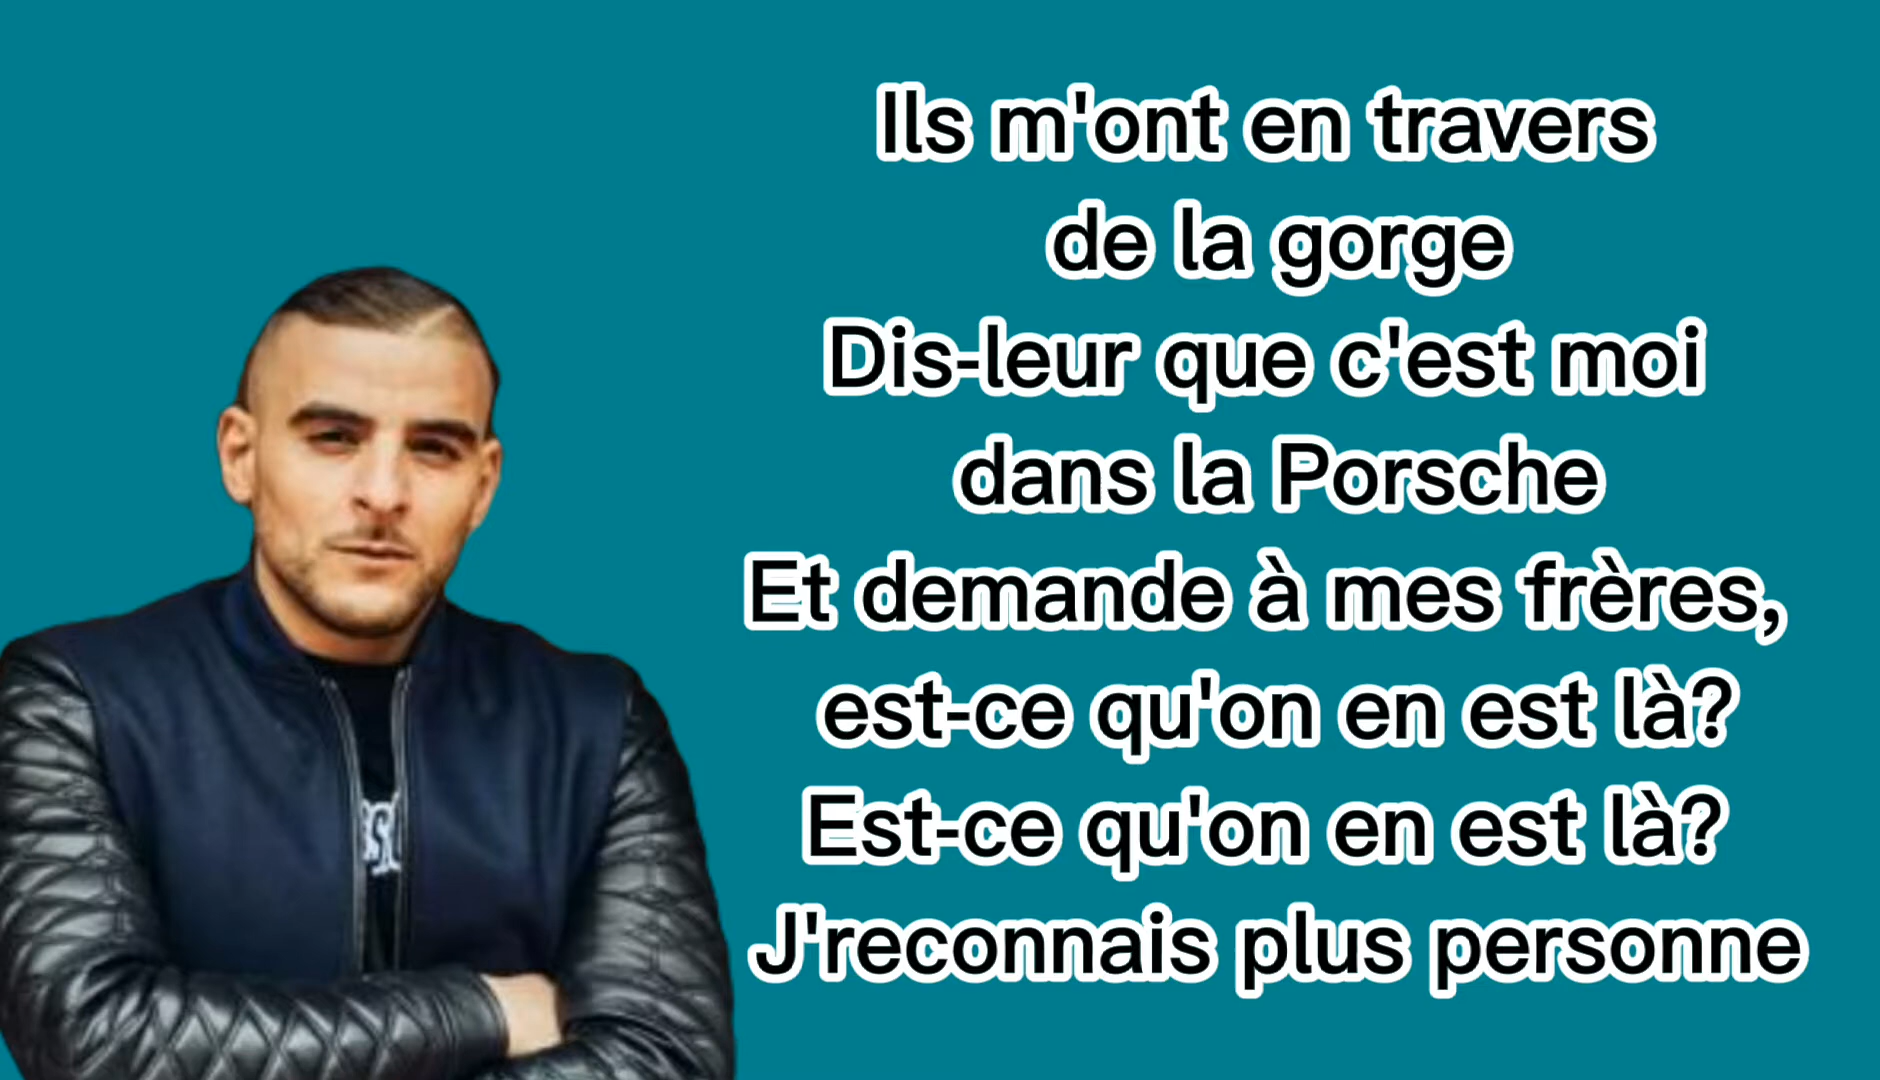 Ils m'ont en travers
de la gorge
Dis-leur que c'est moi
dans la Porsche
Et demande à mes frères,
est-ce qu'on en est là?
Est-ce qu'on en est là?
J'reconnais plus personne